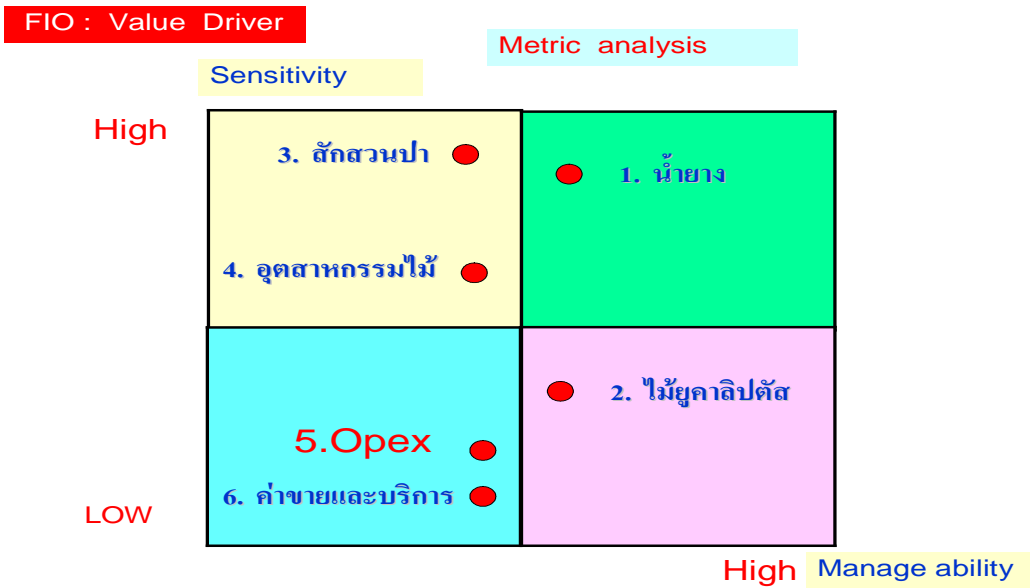 FIO : Value Driver
Metric analysis
Sensitivity
High
3. สักสวนป่า
1. น้ำยาง
4. อุตสาหกรรมไม้
2. ไม้ยูคาลิปตัส
5.Opex
6. ค่าขายและบริการ
LOW
High
Manage ability